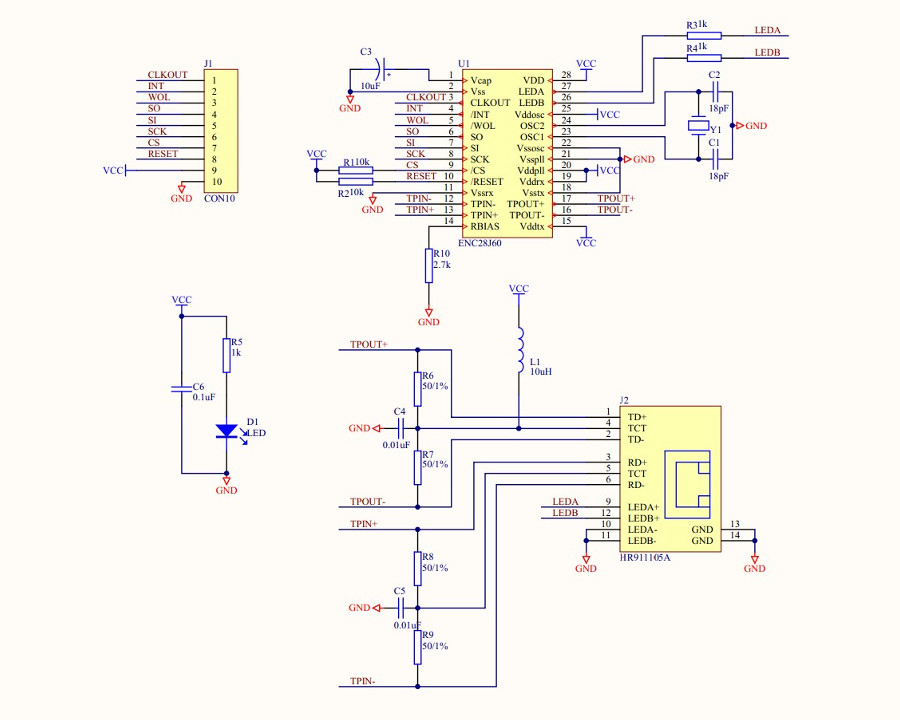 J1
CLKOUT 1
INT 2
WOL 3
SO 4
SI 5
SCK 6
CS 7
RESET 8
VCC 9
10
GND
CON10
C3
10uF
GND
VCC
R1 10k
R2 10k
GND
U1
CLKOUT
INT
WOL
SO
SI
SCK
CS
RESET
TPIN-
TPIN+
1 Vcap VDD 28 VCC
2 Vss LEDA 27
3 CLKOUT LEDB 26
4 /INT Vddosc 25 VCC
5 /WOL OSC2 24
6 SO OSC1 23
7 SI Vssosc 22
8 SCK Vsspll 21 GND
9 /CS Vddpll 20 VCC
10 /RESET Vddrx 19
11 Vssrx Vsstx 18
12 TPIN- TPOUT+ 17 TPOUT+
13 TPIN+ TPOUT- 16 TPOUT-
14 RBIAS Vddtx 15
VCC
ENC28J60
R10
2.7k
GND
R3 1k LEDA
R4 1k LEDB
C2
18pF
Y1
GND
C1
18pF
VCC
R5
1k
C6
0.1uF
D1
LED
GND
VCC
L1
10uH
TPOUT+
R6
50/1%
C4
GND
0.01uF
R7
50/1%
TPOUT-
TPIN+
R8
50/1%
C5
GND
0.01uF
R9
50/1%
TPIN-
J2
1 TD+
4 TCT
2 TD-
3 RD+
5 TCT
6 RD-
LEDA 9 LEDA+
LEDB 12 LEDB+
10 LEDA- GND 13
11 LEDB- GND 14
GND
HR911105A
GND